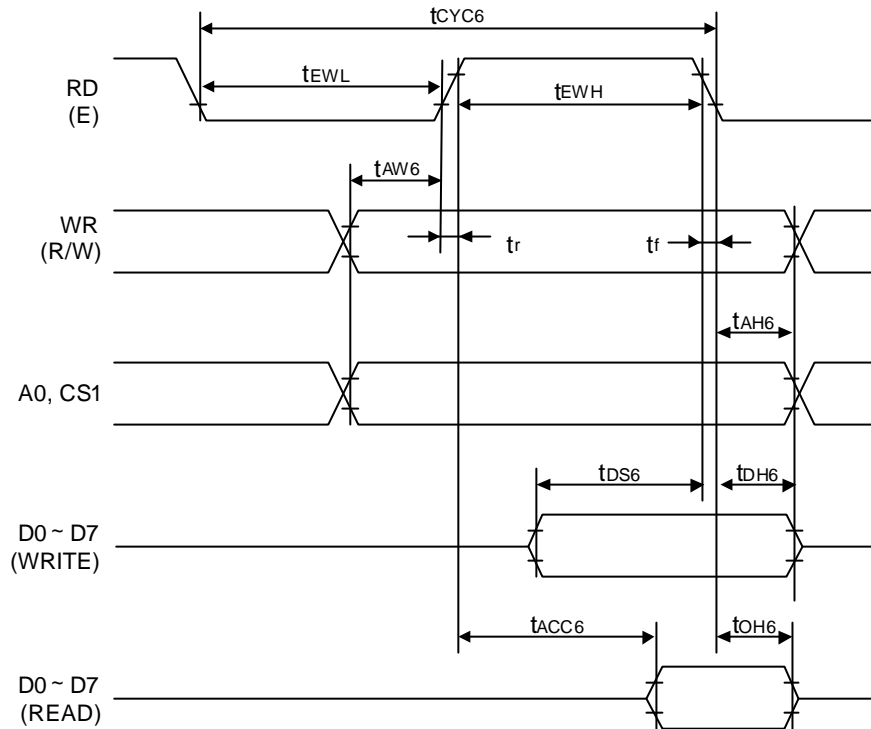 tCYC6
tEWL
RD
(E)
tEWH
tAW6
WR
(R/W)
tr
tf
tAH6
A0, CS1
tDS6
tDH6
D0 ~ D7
(WRITE)
tACC6
tOH6
D0 ~ D7
(READ)